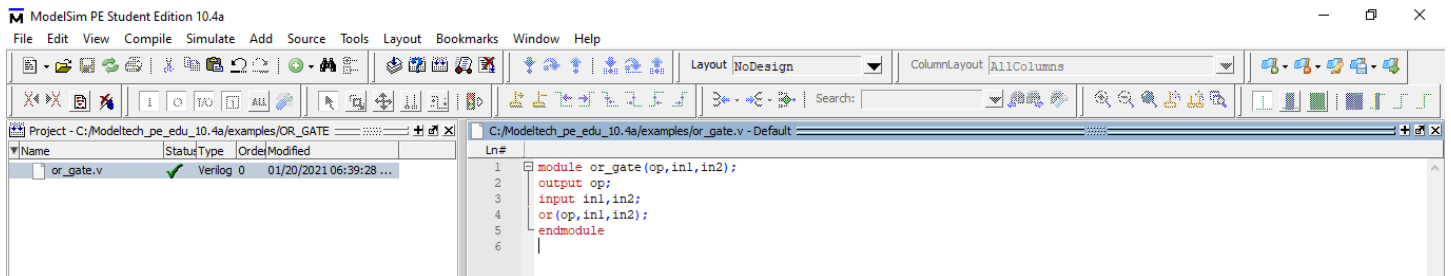 ModelSim PE Student Edition 10.4a
File Edit View Compile Simulate Add Source Tools Layout Bookmarks Window Help
Layout NoDesign
ColumnLayout AllColumns
Search:
Project - C:/Modeltech_pe_edu_10.4a/examples/OR_GATE
Name Status Type Order Modified
or_gate.v Verilog 0 01/20/2021 06:39:28 ...
C:/Modeltech_pe_edu_10.4a/examples/or_gate.v - Default
Ln#
1 module or_gate(op,in1,in2);
2 output op;
3 input in1,in2;
4 or(op,in1,in2);
5 endmodule
6